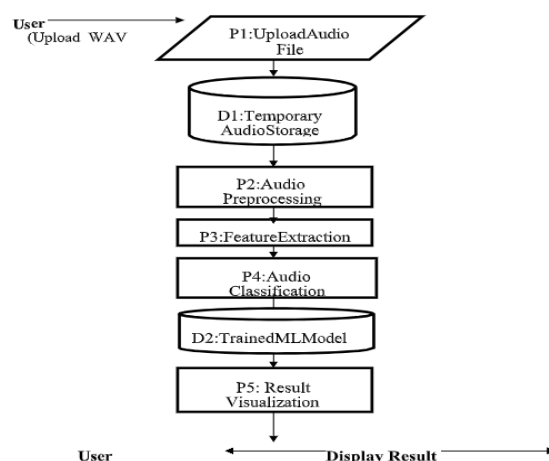 User
(Upload WAV
P1:UploadAudio
File
D1:Temporary
AudioStorage
P2:Audio
Preprocessing
P3:FeatureExtraction
P4:Audio
Classification
D2:TrainedMLModel
P5: Result
Visualization
User
Display Result